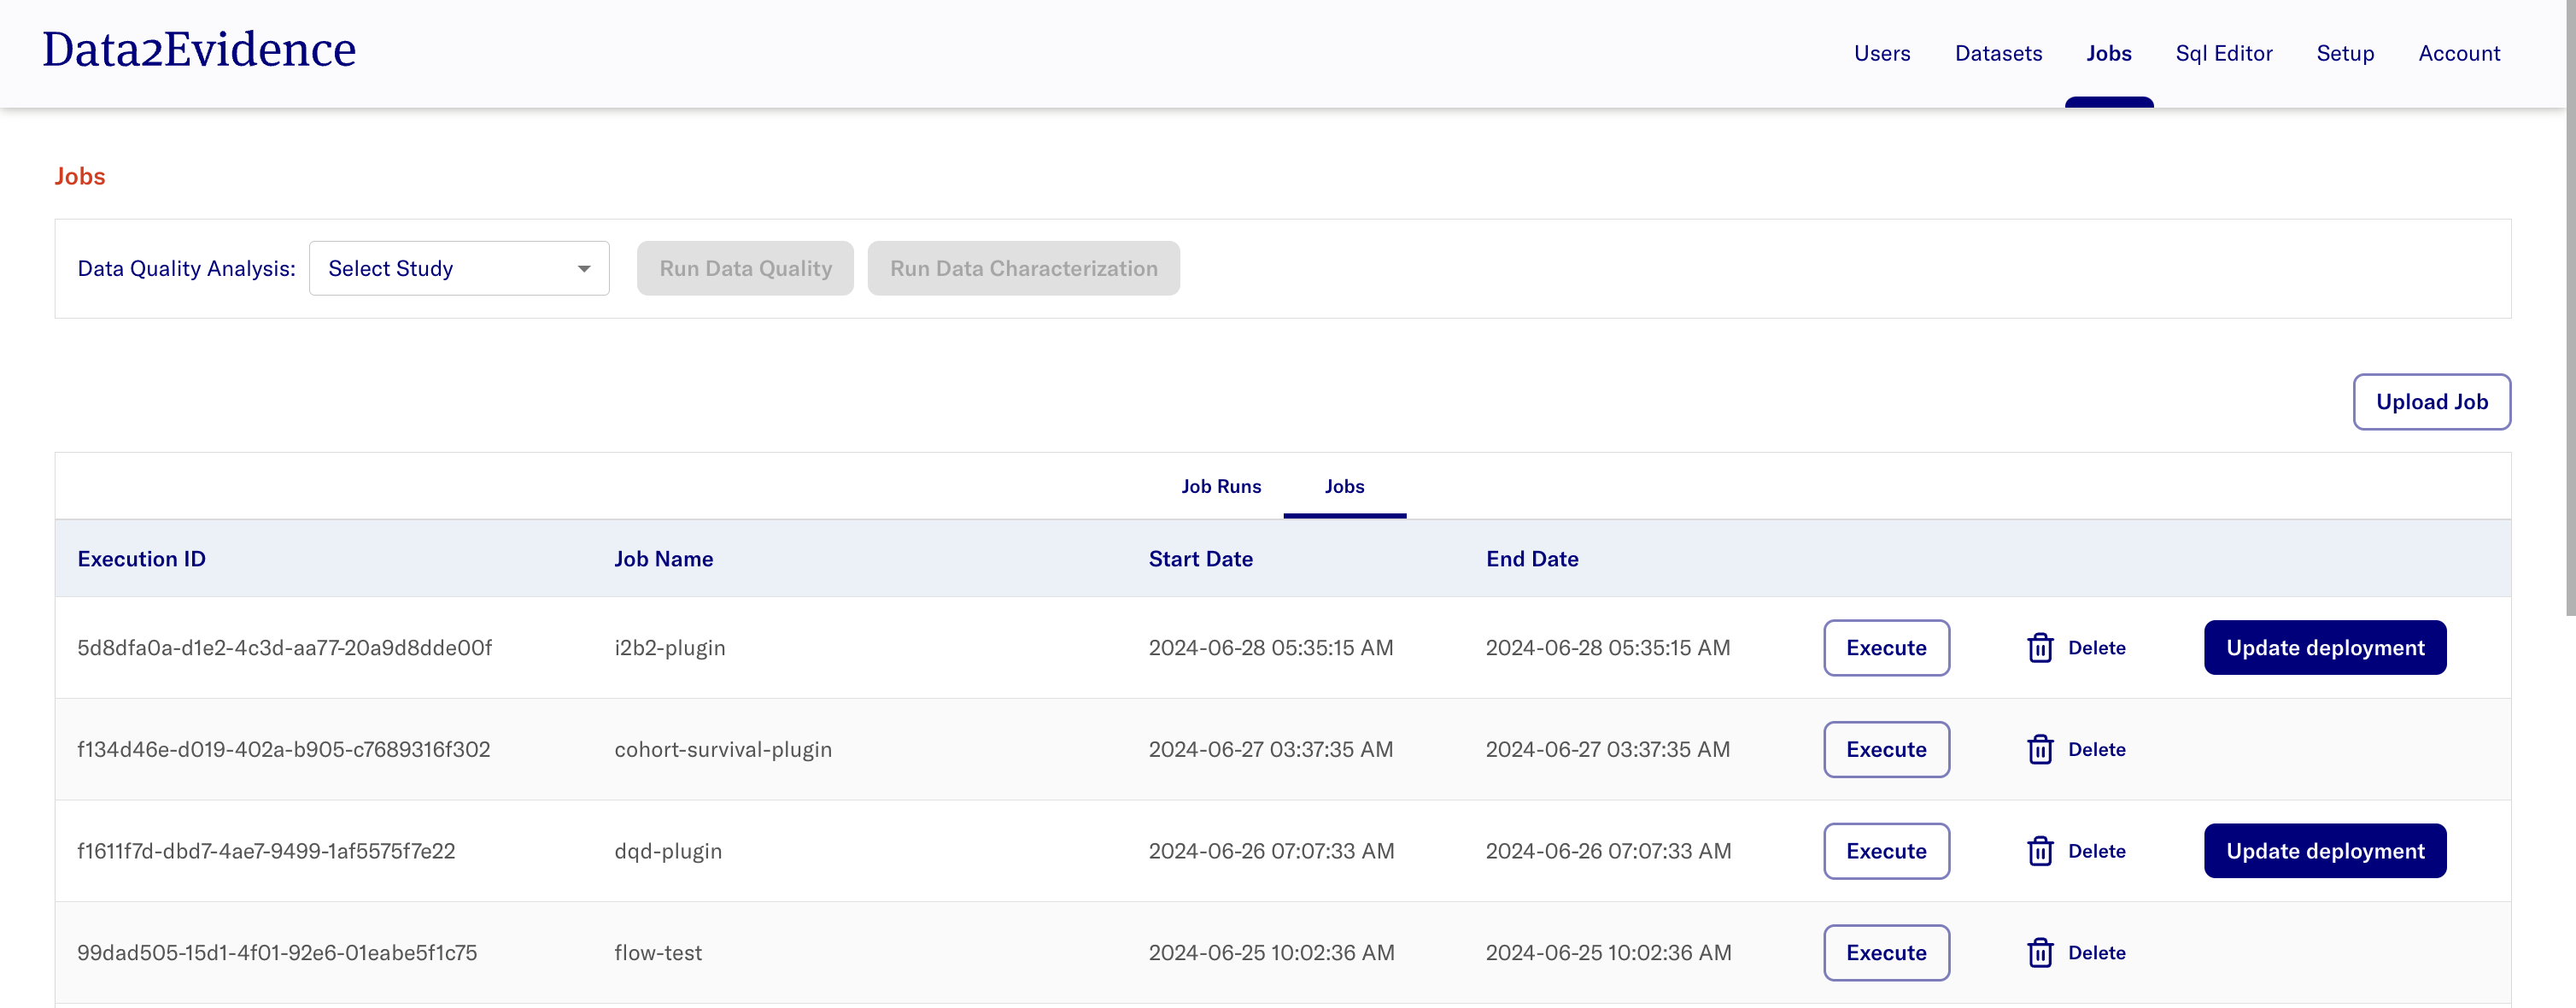 Data2Evidence
Users Datasets Jobs Sql Editor Setup Account
Jobs
Data Quality Analysis: Select Study Run Data Quality Run Data Characterization
Upload Job
Job Runs Jobs
Execution ID Job Name Start Date End Date
5d8dfa0a-d1e2-4c3d-aa77-20a9d8dde00f i2b2-plugin 2024-06-28 05:35:15 AM 2024-06-28 05:35:15 AM Execute Delete Update deployment
f134d46e-d019-402a-b905-c7689316f302 cohort-survival-plugin 2024-06-27 03:37:35 AM 2024-06-27 03:37:35 AM Execute Delete
f1611f7d-dbd7-4ae7-9499-1af5575f7e22 dqd-plugin 2024-06-26 07:07:33 AM 2024-06-26 07:07:33 AM Execute Delete Update deployment
99dad505-15d1-4f01-92e6-01eabe5f1c75 flow-test 2024-06-25 10:02:36 AM 2024-06-25 10:02:36 AM Execute Delete